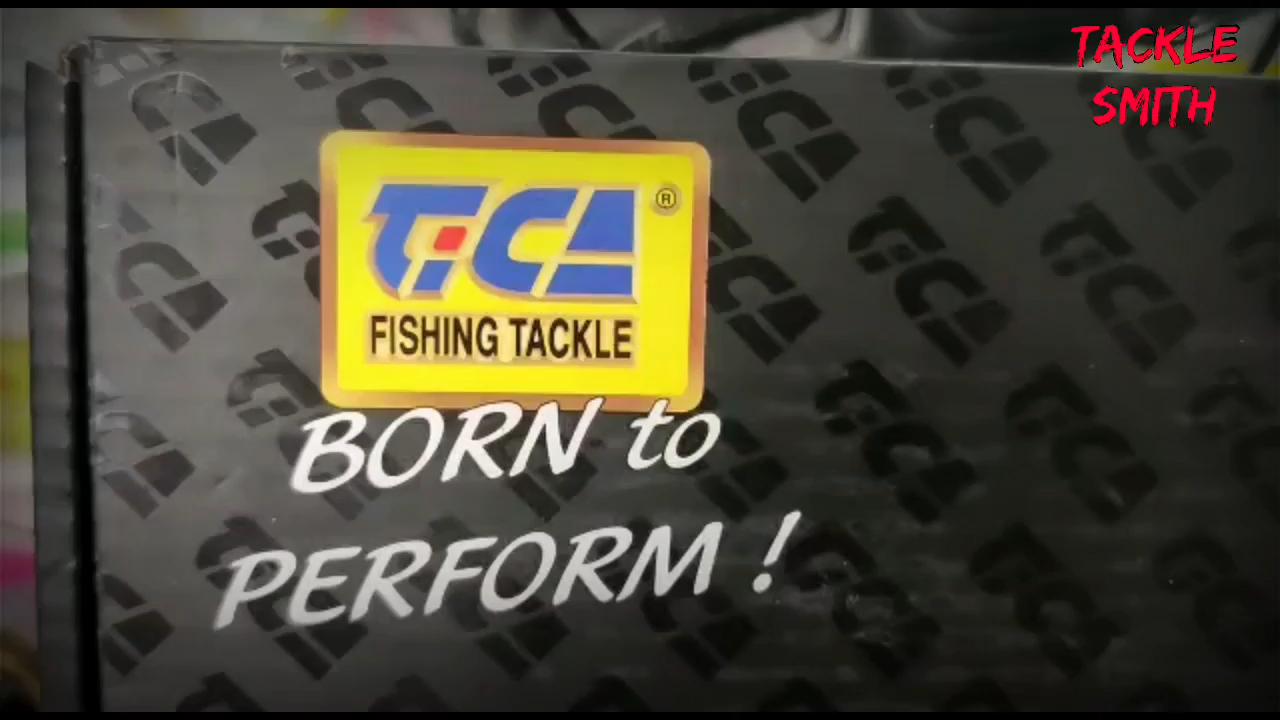 TACKLE
SMITH
TiCA ®
FISHING TACKLE
BORN to
PERFORM !